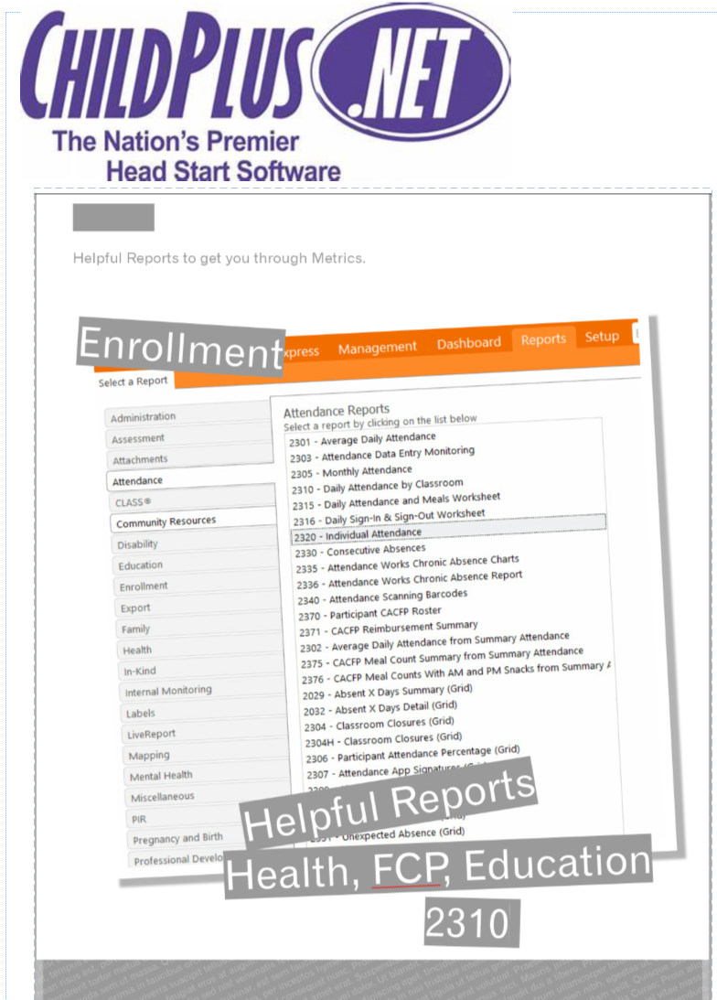 CHILDPLUS .NET
The Nation's Premier
Head Start Software
Helpful Reports to get you through Metrics.
Enrollment
xpress Management Dashboard Reports Setup
Select a Report
Administration
Assessment
Attachments
Attendance
CLASS®
Community Resources
Disability
Education
Enrollment
Export
Family
Health
In-Kind
Internal Monitoring
Labels
LiveReport
Mapping
Mental Health
Miscellaneous
PIR
Pregnancy and Birth
Professional Develo
Attendance Reports
Select a report by clicking on the list below
2301 - Average Daily Attendance
2303 - Attendance Data Entry Monitoring
2305 - Monthly Attendance
2310 - Daily Attendance by Classroom
2315 - Daily Attendance and Meals Worksheet
2316 - Daily Sign-In & Sign-Out Worksheet
2320 - Individual Attendance
2330 - Consecutive Absences
2335 - Attendance Works Chronic Absence Charts
2336 - Attendance Works Chronic Absence Report
2340 - Attendance Scanning Barcodes
2370 - Participant CACFP Roster
2371 - CACFP Reimbursement Summary
2302 - Average Daily Attendance from Summary Attendance
2375 - CACFP Meal Count Summary from Summary Attendance
2376 - CACFP Meal Counts With AM and PM Snacks from Summary A
2029 - Absent X Days Summary (Grid)
2032 - Absent X Days Detail (Grid)
2304 - Classroom Closures (Grid)
2304H - Classroom Closures (Grid)
2306 - Participant Attendance Percentage (Grid)
2307 - Attendance App Signatures
Unexpected Absence (Grid)
Helpful Reports
Health, FCP, Education
2310